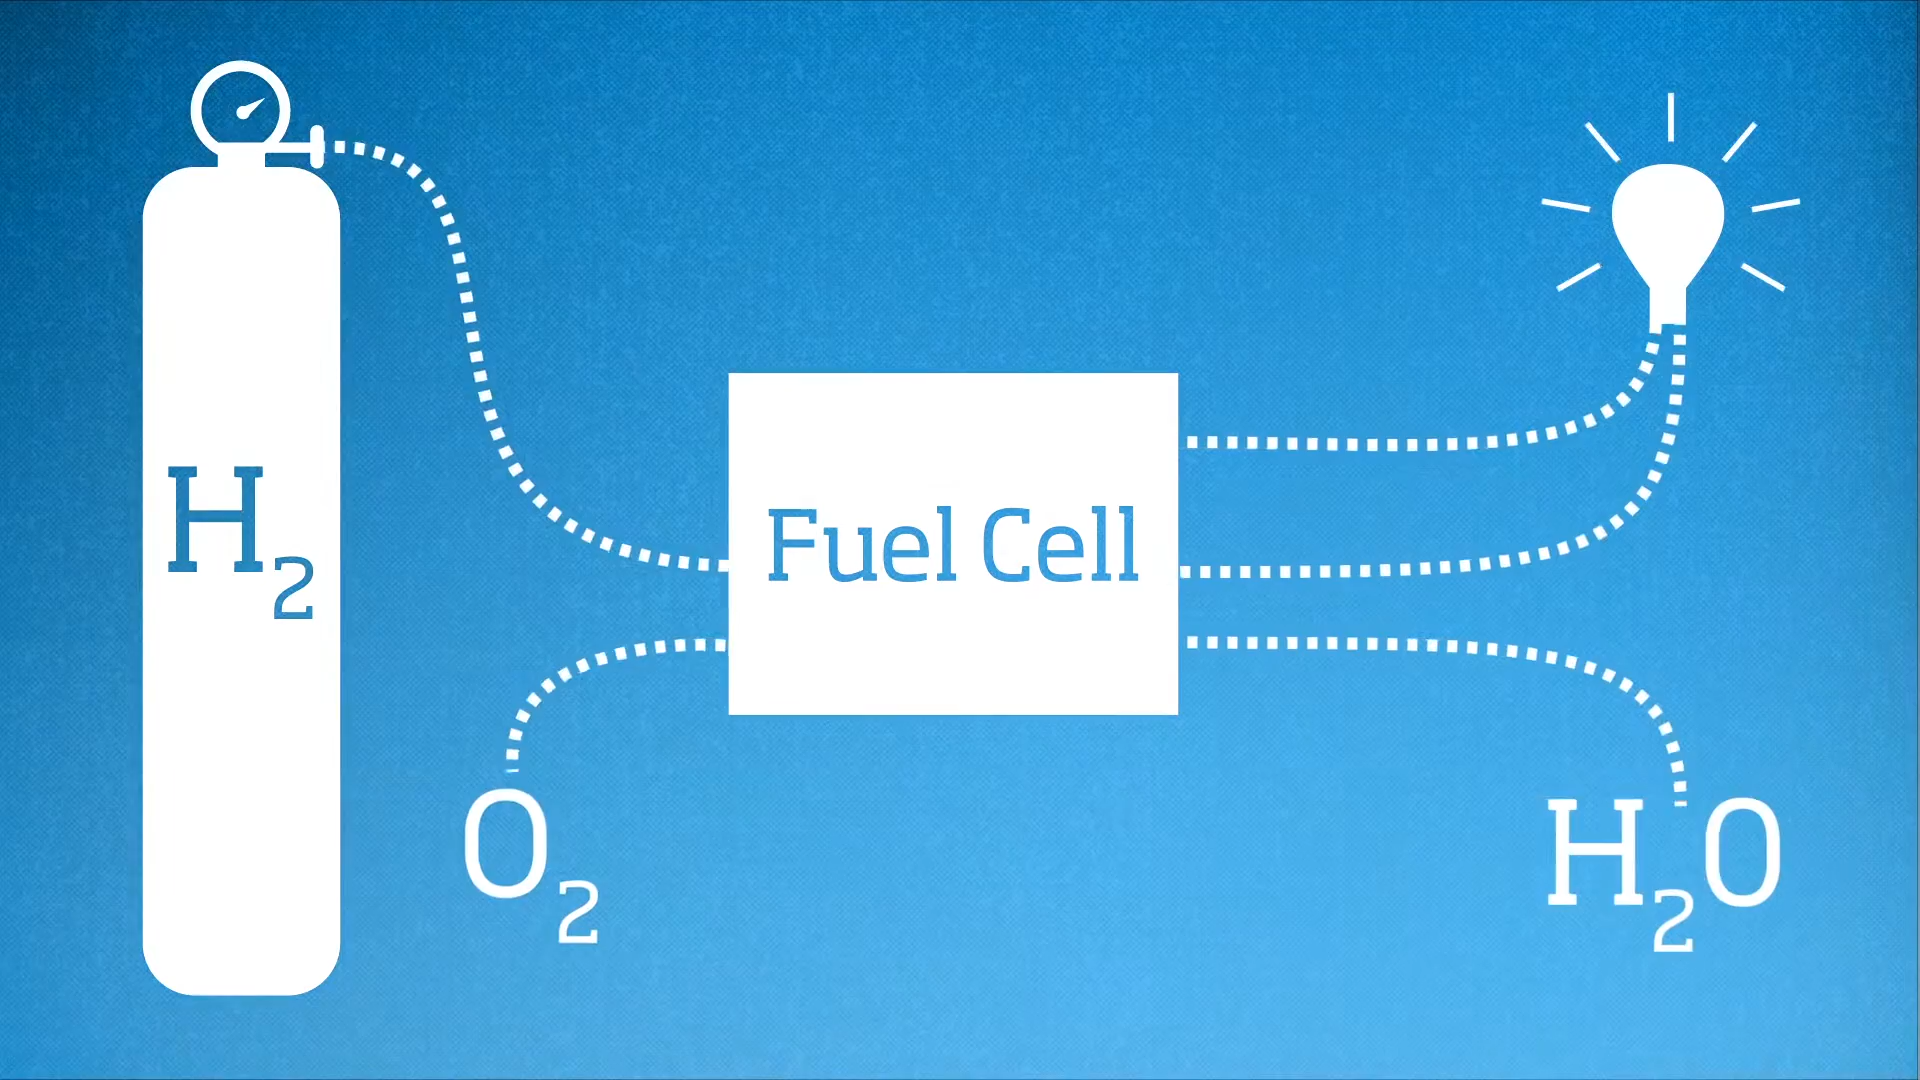 H₂
Fuel Cell
O₂
H₂O